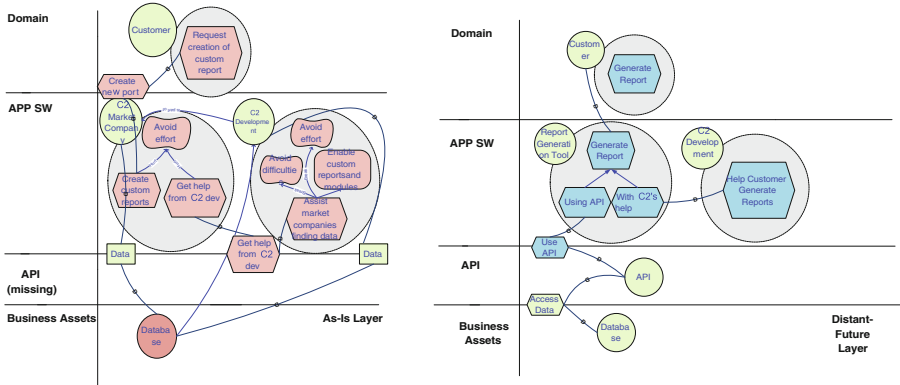 Domain
Customer
Request
creation of
custom
report
Create
new port
APP SW
C2
Market
Compan
y
Avoid
effort
C2
Developme
nt
Avoid
effort
Avoid
difficultie
Enable
custom
reportsand
modules
Create
custom
reports
Get help
from C2 dev
Assist
market
companies
finding data
Data
Get help
from C2
dev
Data
API
(missing)
Business Assets
As-Is Layer
Databa
se
Domain
Custom
er
Generate
Report
APP SW
Report
Generati
on Tool
Generate
Report
C2
Develop
ment
Using API
With C2's
help
Help Customer
Generate
Reports
Use
API
API
API
Access
Data
Business
Assets
Databa
se
Distant-
Future
Layer